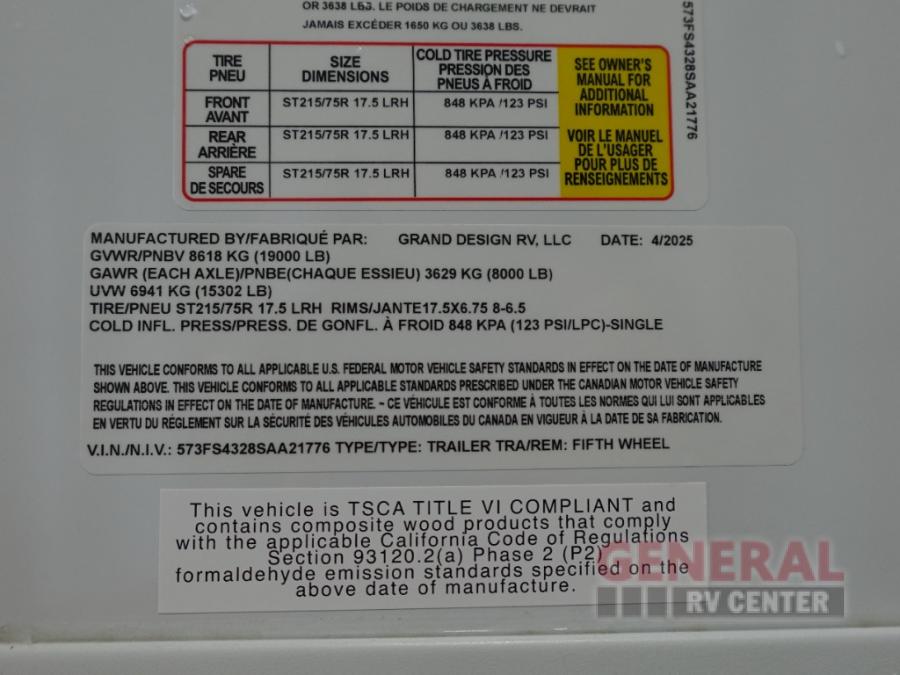 OR 3638 LBS. LE POIDS DE CHARGEMENT NE DEVRAIT
JAMAIS EXCÉDER 1650 KG OU 3638 LBS.
573FS4328SAA21776
TIRE
PNEU
SIZE
DIMENSIONS
COLD TIRE PRESSURE
PRESSION DES
PNEUS À FROID
SEE OWNER'S
MANUAL FOR
ADDITIONAL
INFORMATION
FRONT
AVANT
ST215/75R 17.5 LRH
848 KPA /123 PSI
REAR
ARRIÈRE
ST215/75R 17.5 LRH
848 KPA /123 PSI
VOIR LE MANUEL
DE L'USAGER
POUR PLUS DE
RENSEIGNEMENTS
SPARE
DE SECOURS
ST215/75R 17.5 LRH
848 KPA /123 PSI
MANUFACTURED BY/FABRIQUÉ PAR: GRAND DESIGN RV, LLC DATE: 4/2025
GVWR/PNBV 8618 KG (19000 LB)
GAWR (EACH AXLE)/PNBE(CHAQUE ESSIEU) 3629 KG (8000 LB)
UVW 6941 KG (15302 LB)
TIRE/PNEU ST215/75R 17.5 LRH RIMS/JANTE17.5X6.75 8-6.5
COLD INFL. PRESS/PRESS. DE GONFL. À FROID 848 KPA (123 PSI/LPC)-SINGLE
THIS VEHICLE CONFORMS TO ALL APPLICABLE U.S. FEDERAL MOTOR VEHICLE SAFETY STANDARDS IN EFFECT ON THE DATE OF MANUFACTURE
SHOWN ABOVE. THIS VEHICLE CONFORMS TO ALL APPLICABLE STANDARDS PRESCRIBED UNDER THE CANADIAN MOTOR VEHICLE SAFETY
REGULATIONS IN EFFECT ON THE DATE OF MANUFACTURE. ~ CE VÉHICULE EST CONFORME À TOUTES LES NORMES QUI LUI SONT APPLICABLES
EN VERTU DU RÉGLEMENT SUR LA SÉCURITÉ DES VÉHICULES AUTOMOBILES DU CANADA EN VIGUEUR À LA DATE DE SA FABRICATION.
V.I.N./N.I.V.: 573FS4328SAA21776 TYPE/TYPE: TRAILER TRA/REM: FIFTH WHEEL
This vehicle is TSCA TITLE VI COMPLIANT and
contains composite wood products that comply
with the applicable California Code of Regulations
Section 93120.2(a) Phase 2 (P2)
formaldehyde emission standards specified on the
above date of manufacture.
GENERAL
RV CENTER